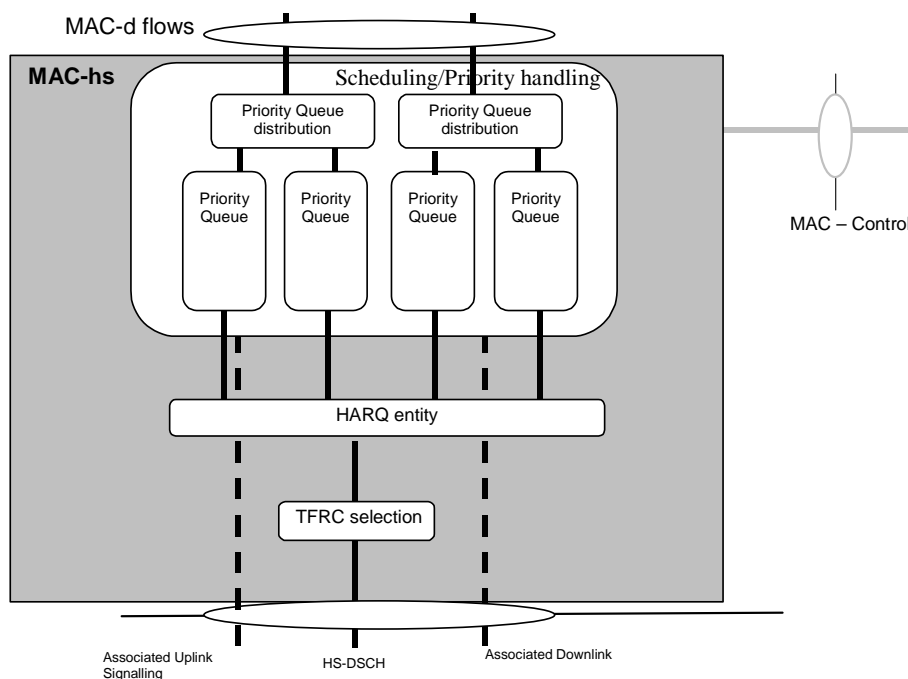 MAC-d flows
MAC-hs
Scheduling/Priority handling
Priority Queue
distribution
Priority Queue
distribution
Priority
Queue
Priority
Queue
Priority
Queue
Priority
Queue
MAC – Control
HARQ entity
TFRC selection
Associated Uplink
Signalling
HS-DSCH
Associated Downlink